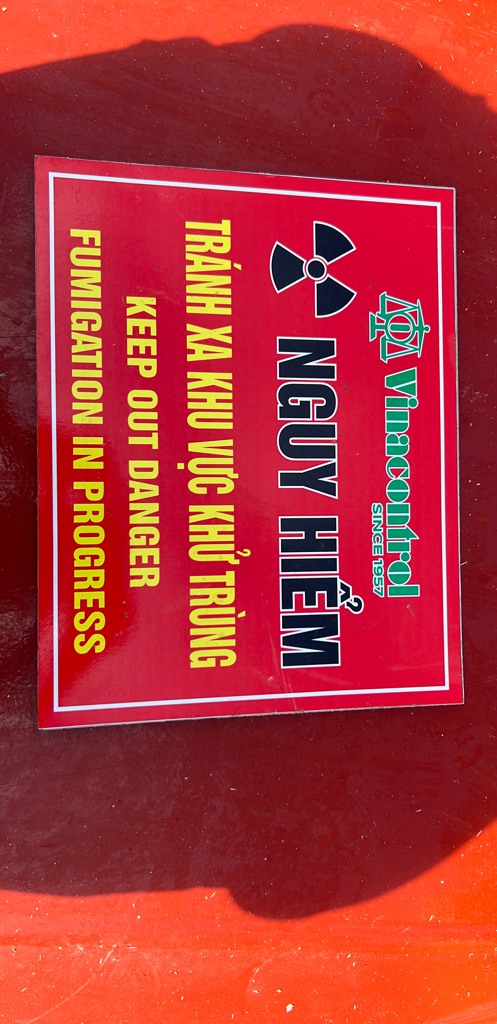 Vinacontrol
SINCE 1957
NGUY HIỂM
TRÁNH XA KHU VỰC KHỬ TRÙNG
KEEP OUT DANGER
FUMIGATION IN PROGRESS